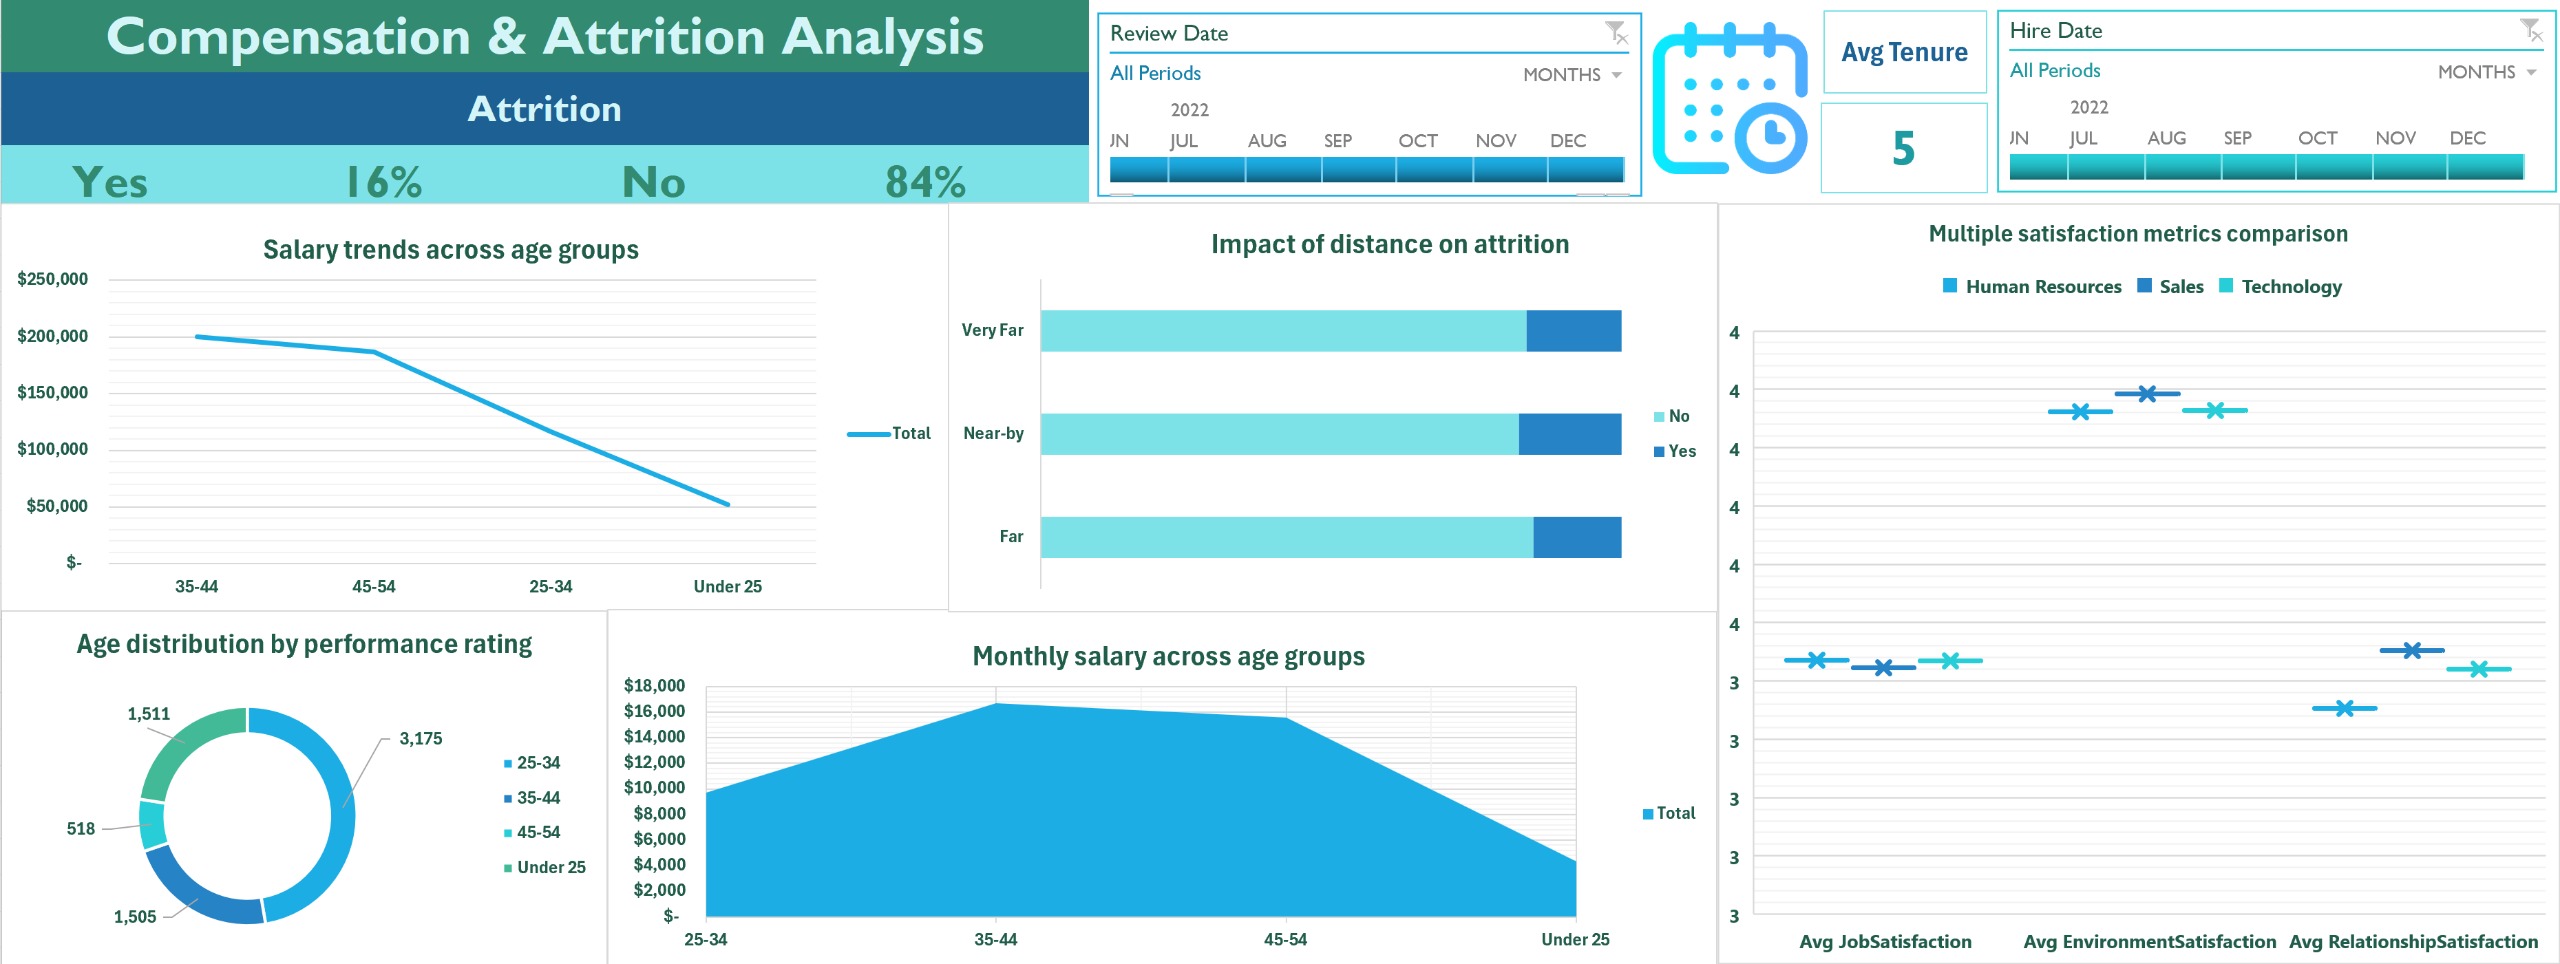 Compensation & Attrition Analysis
Attrition
Yes 16% No 84%
Review Date
All Periods MONTHS
2022
JN JUL AUG SEP OCT NOV DEC
Avg Tenure
5
Hire Date
All Periods MONTHS
2022
JN JUL AUG SEP OCT NOV DEC
Salary trends across age groups
$250,000
$200,000
$150,000
$100,000
$50,000
$-
35-44 45-54 25-34 Under 25
Total
Impact of distance on attrition
Very Far
Near-by
Far
No
Yes
Multiple satisfaction metrics comparison
Human Resources Sales Technology
4
4
4
4
4
4
3
3
3
3
3
Avg JobSatisfaction Avg EnvironmentSatisfaction Avg RelationshipSatisfaction
Age distribution by performance rating
1,511
3,175
518
1,505
25-34
35-44
45-54
Under 25
Monthly salary across age groups
$18,000
$16,000
$14,000
$12,000
$10,000
$8,000
$6,000
$4,000
$2,000
$-
25-34 35-44 45-54 Under 25
Total